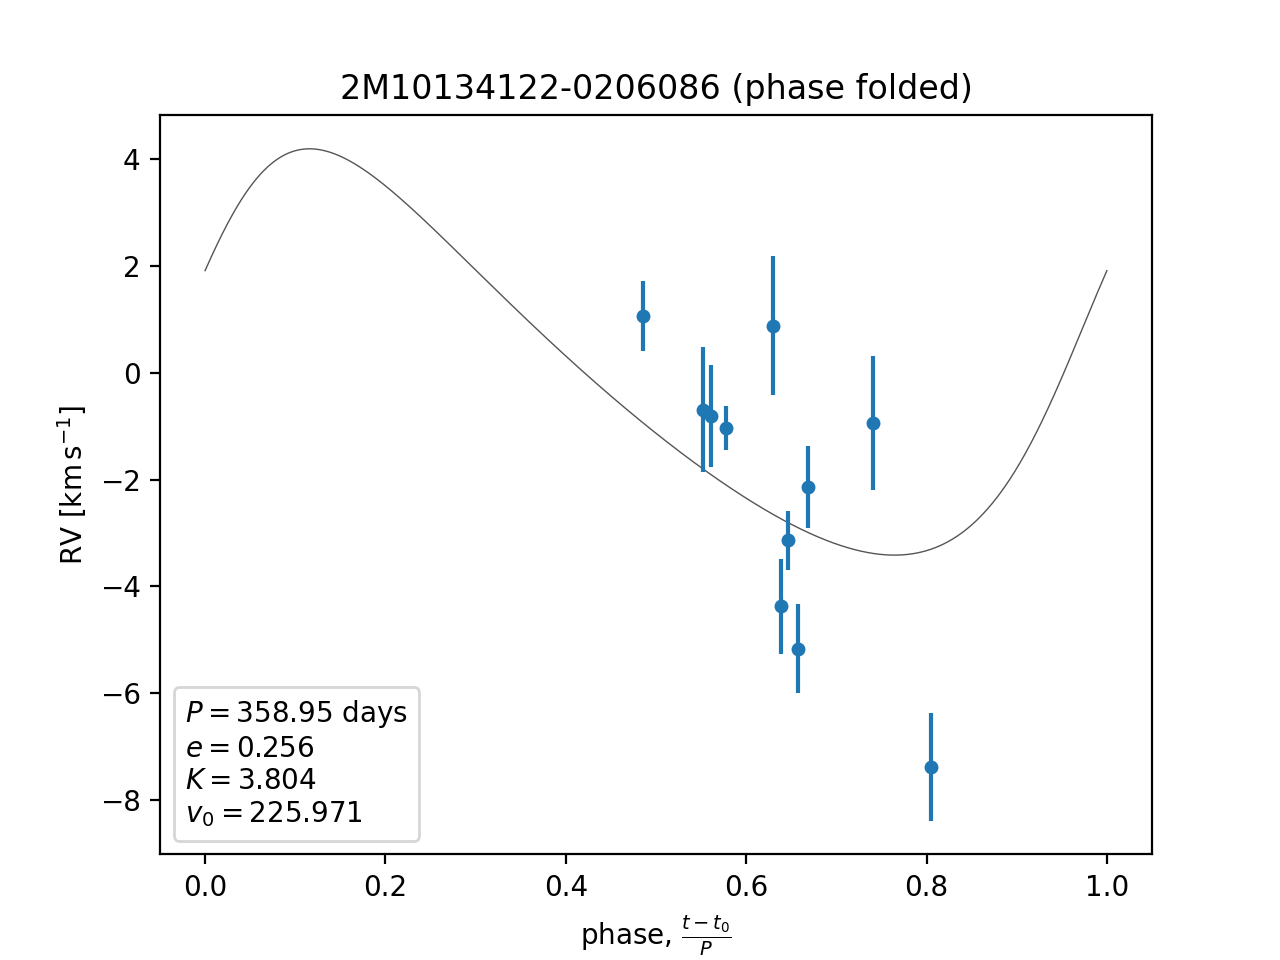 2M10134122-0206086 (phase folded)
4
2
0
−2
−4
−6
−8
RV [km s⁻¹]
P = 358.95 days
e = 0.256
K = 3.804
v₀ = 225.971
0.0 0.2 0.4 0.6 0.8 1.0
phase, (t − t₀)/P